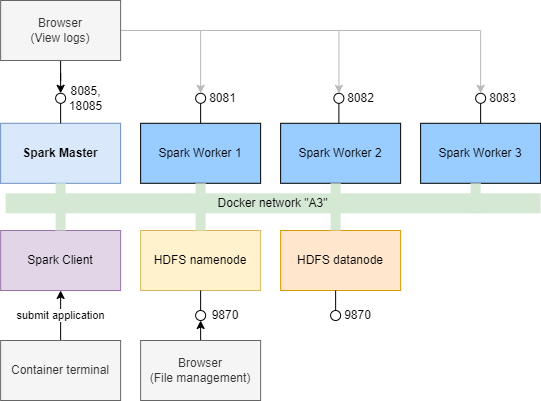 Browser
(View logs)
8085,
18085
8081
8082
8083
Spark Master
Spark Worker 1
Spark Worker 2
Spark Worker 3
Docker network "A3"
Spark Client
HDFS namenode
HDFS datanode
submit application
9870
9870
Container terminal
Browser
(File management)